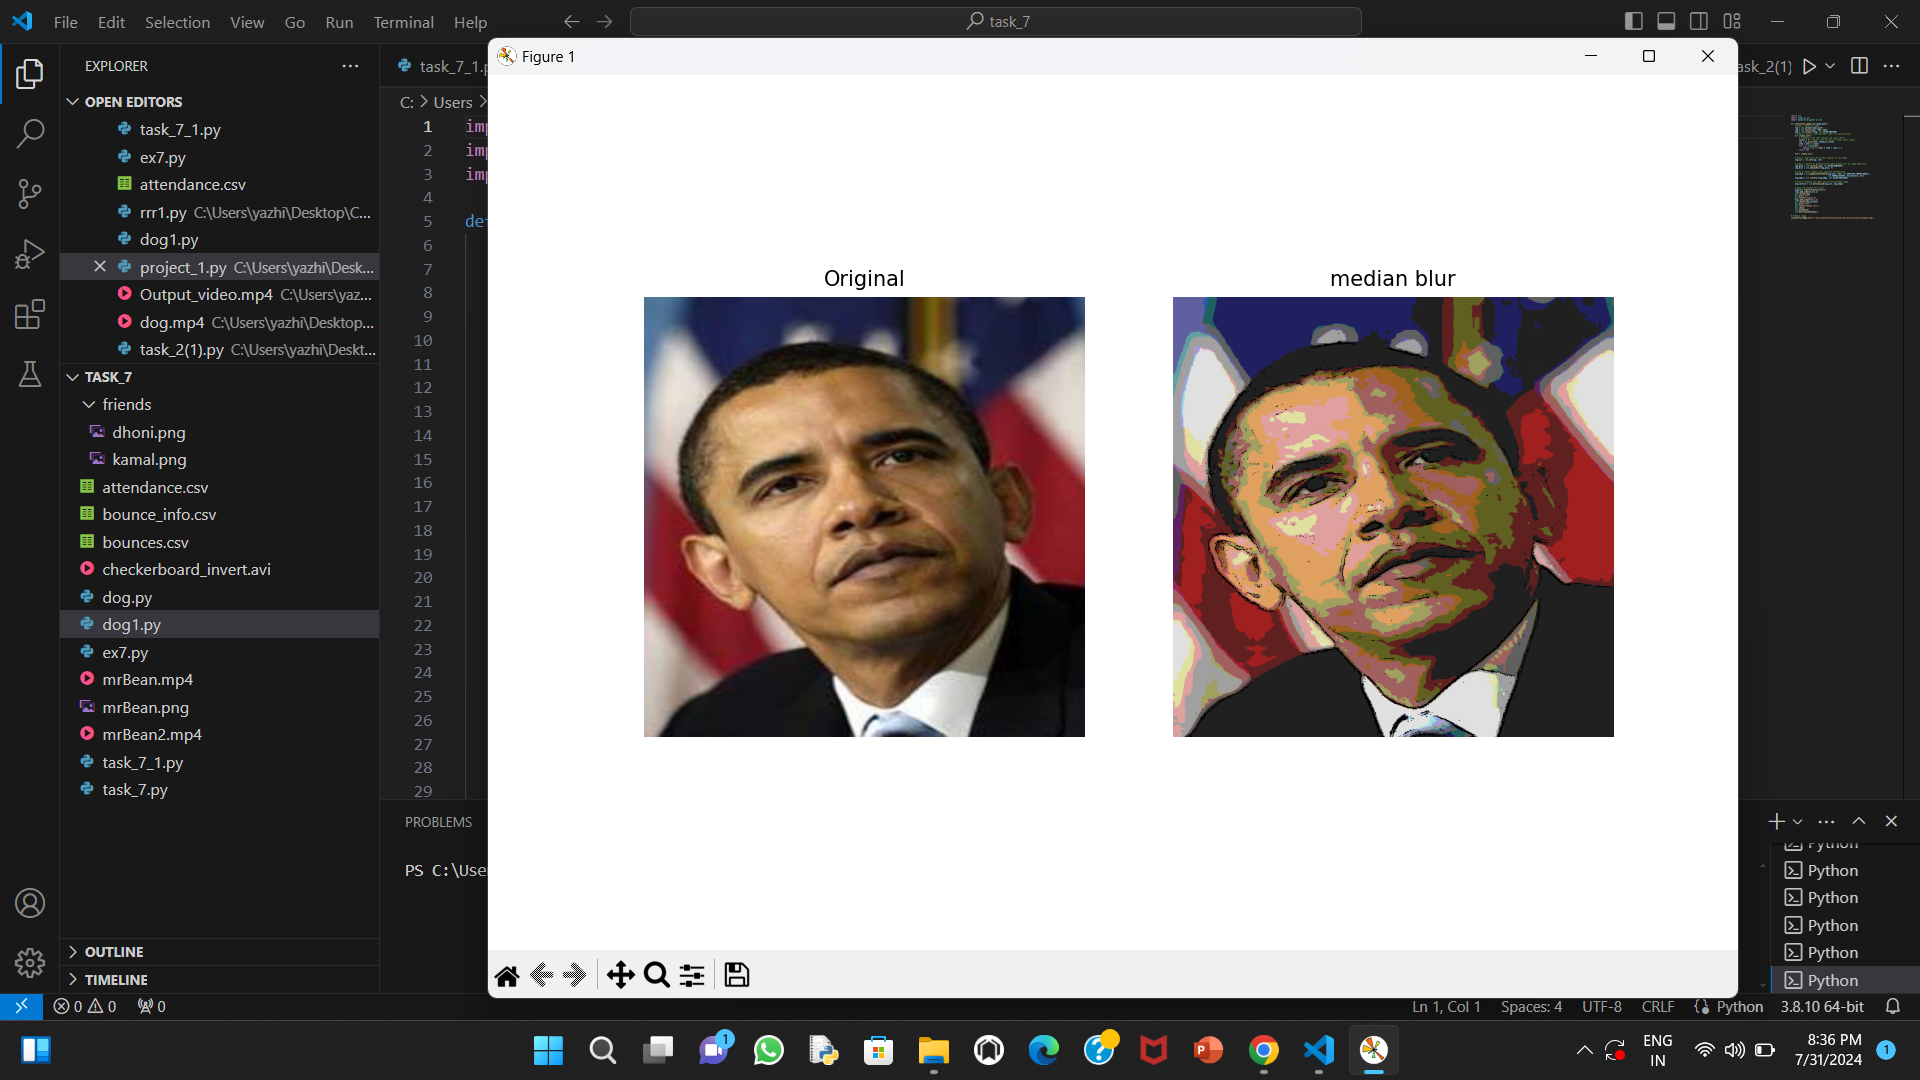 File Edit Selection View Go Run Terminal Help
task_7
EXPLORER
OPEN EDITORS
task_7_1.py
ex7.py
attendance.csv
rrr1.py C:\Users\yazhi\Desktop\C...
dog1.py
project_1.py C:\Users\yazhi\Desk...
Output_video.mp4 C:\Users\yaz...
dog.mp4 C:\Users\yazhi\Desktop...
task_2(1).py C:\Users\yazhi\Deskt...
TASK_7
friends
dhoni.png
kamal.png
attendance.csv
bounce_info.csv
bounces.csv
checkerboard_invert.avi
dog.py
dog1.py
ex7.py
mrBean.mp4
mrBean.png
mrBean2.mp4
task_7_1.py
task_7.py
OUTLINE
TIMELINE
task_7_1.p
ask_2(1)
C: > Users >
1 imp
2 imp
3 imp
4
5 def
6
7
8
9
10
11
12
13
14
15
16
17
18
19
20
21
22
23
24
25
26
27
28
29
Figure 1
Original
median blur
PROBLEMS
PS C:\Use
Python
Python
Python
Python
Python
Python
0 0 0
Ln 1, Col 1 Spaces: 4 UTF-8 CRLF Python 3.8.10 64-bit
1
ENG
IN
8:36 PM
7/31/2024
1